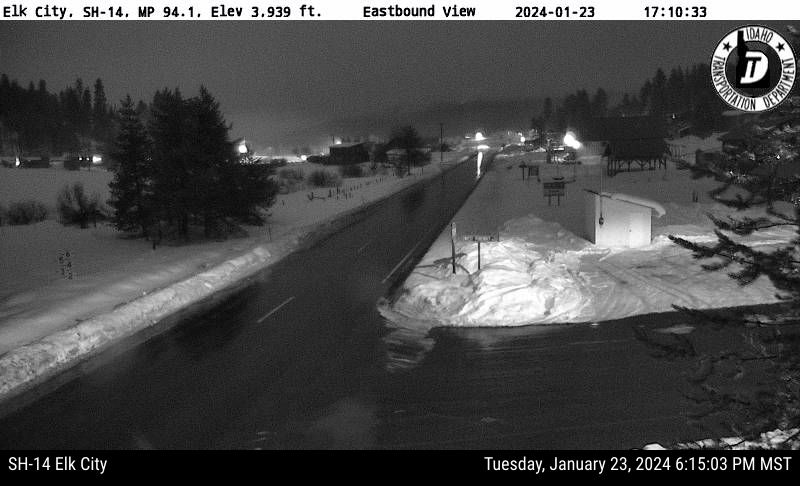 Elk City, SH-14, MP 94.1, Elev 3,939 ft. Eastbound View 2024-01-23 17:10:33
IDAHO
TRANSPORTATION DEPARTMENT
SH-14 Elk City Tuesday, January 23, 2024 6:15:03 PM MST